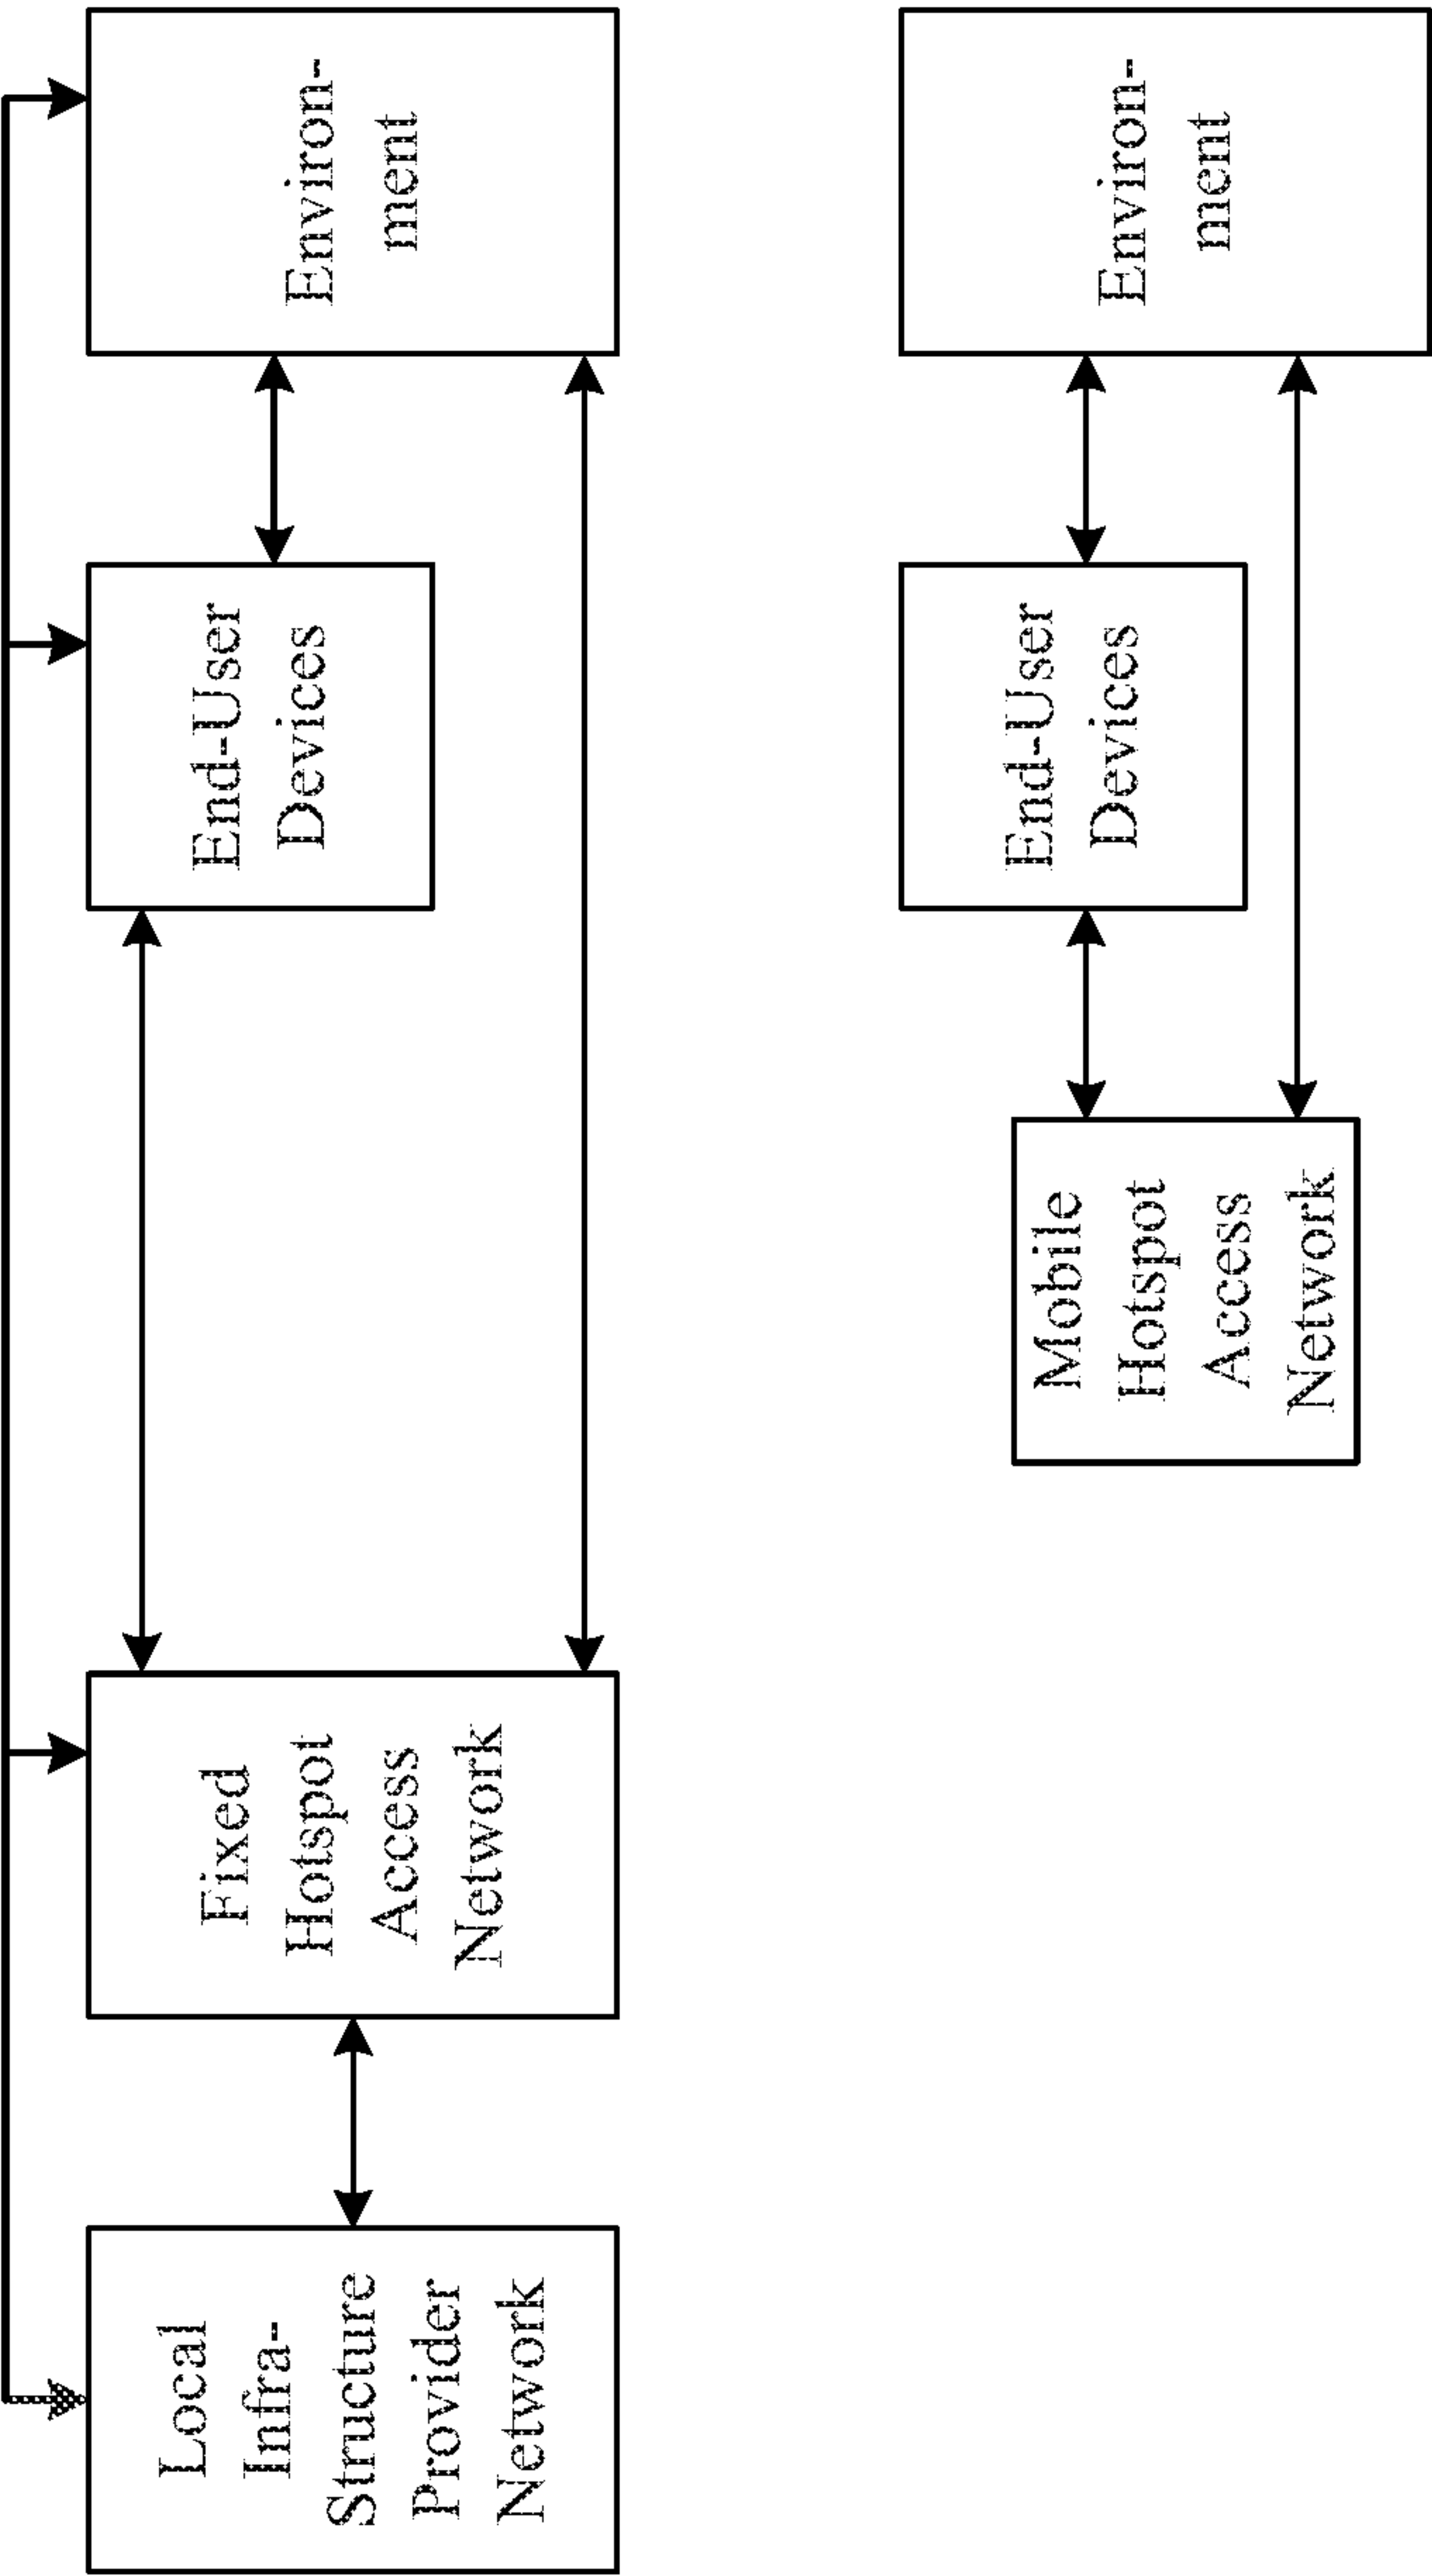 Local
Infra-
Structure
Provider
Network
Fixed
Hotspot
Access
Network
End-User
Devices
Environ-
ment
Mobile
Hotspot
Access
Network
End-User
Devices
Environ-
ment